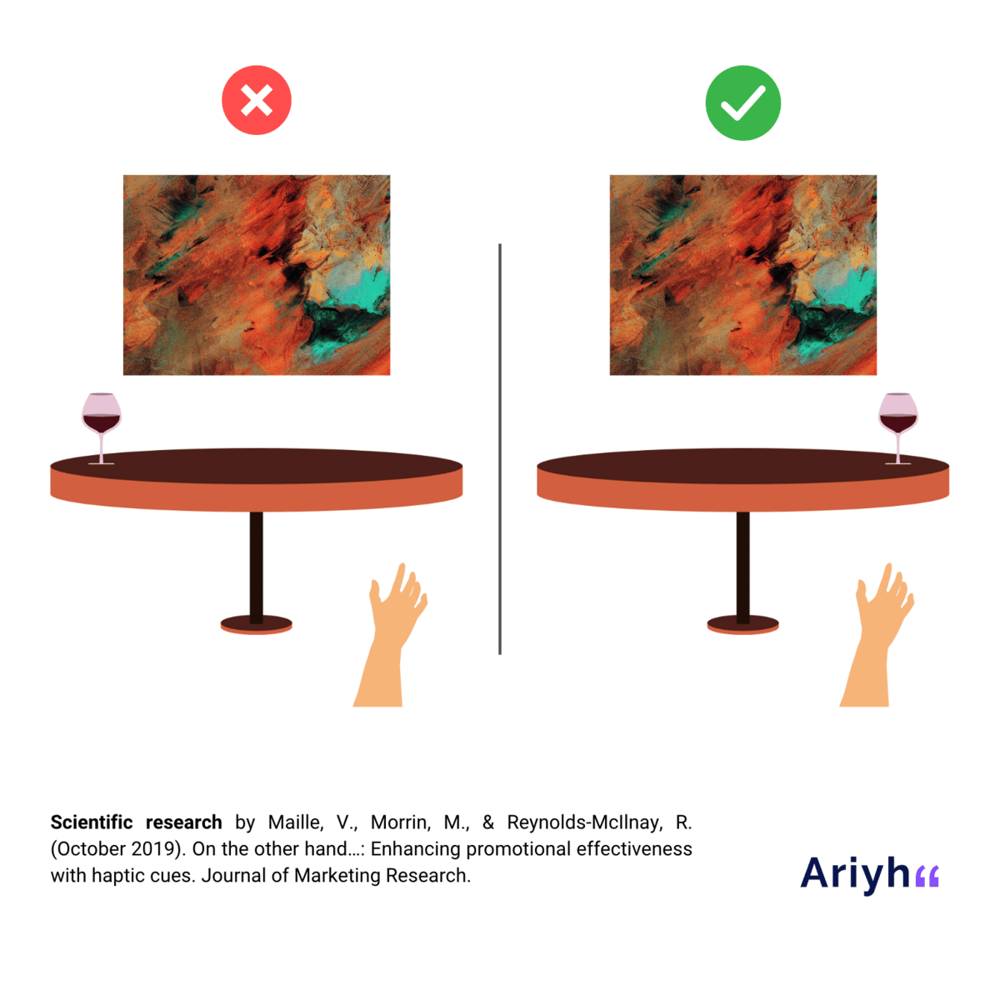 Scientific research by Maille, V., Morrin, M., & Reynolds-McIlnay, R.
(October 2019). On the other hand…: Enhancing promotional effectiveness
with haptic cues. Journal of Marketing Research.
Ariyh